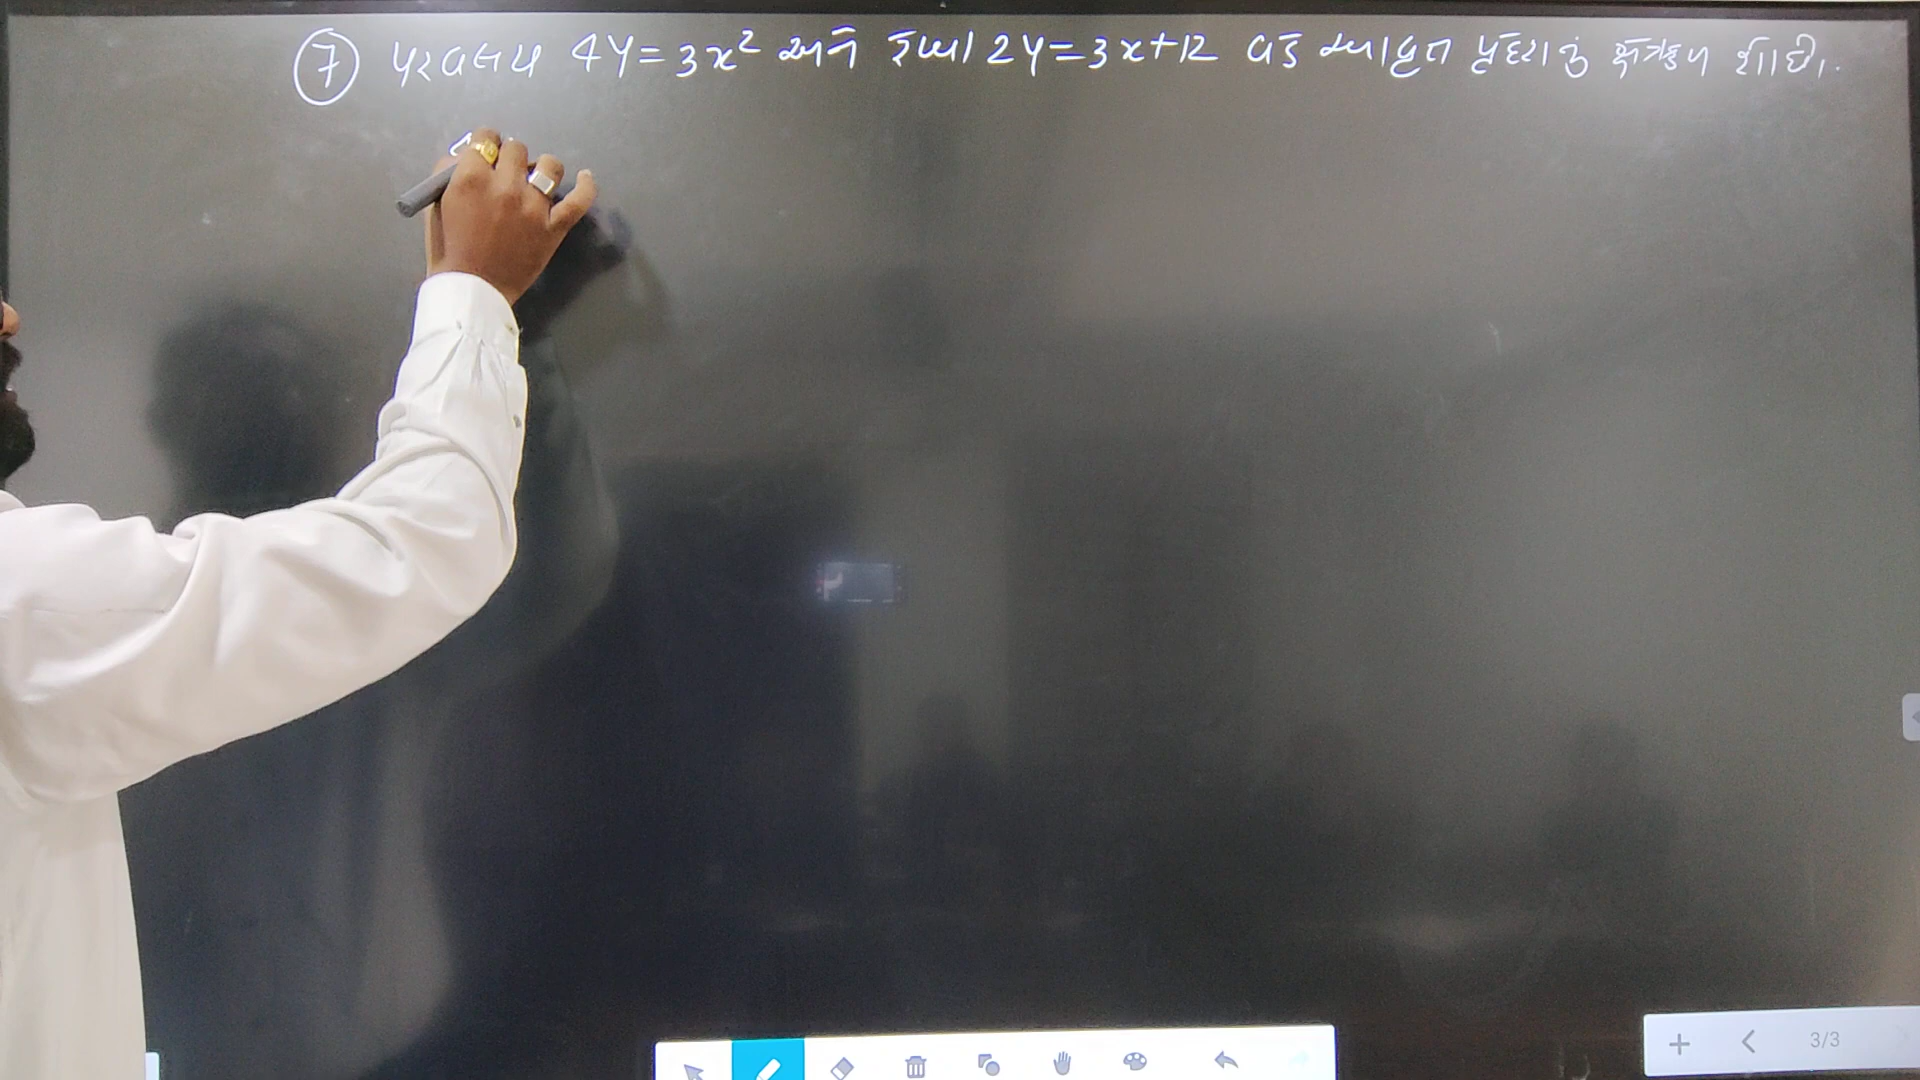 ⑦ પરવલય 4y=3x² અને રેખા 2y=3x+12 વડે આવૃત પ્રદેશનું ક્ષેત્રફળ શોધો.
3/3